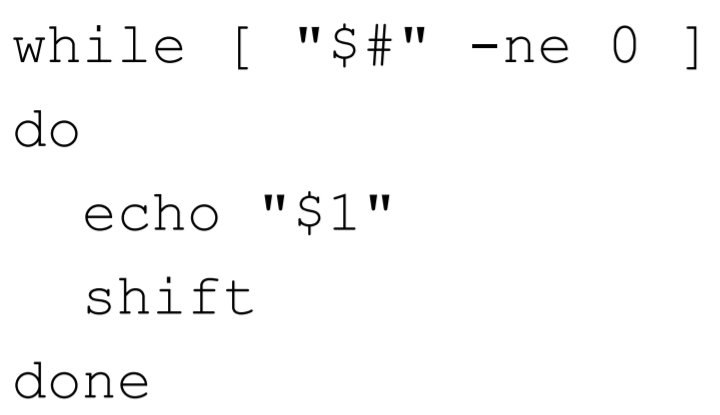 while [ "$#" -ne 0 ]
do
  echo "$1"
  shift
done